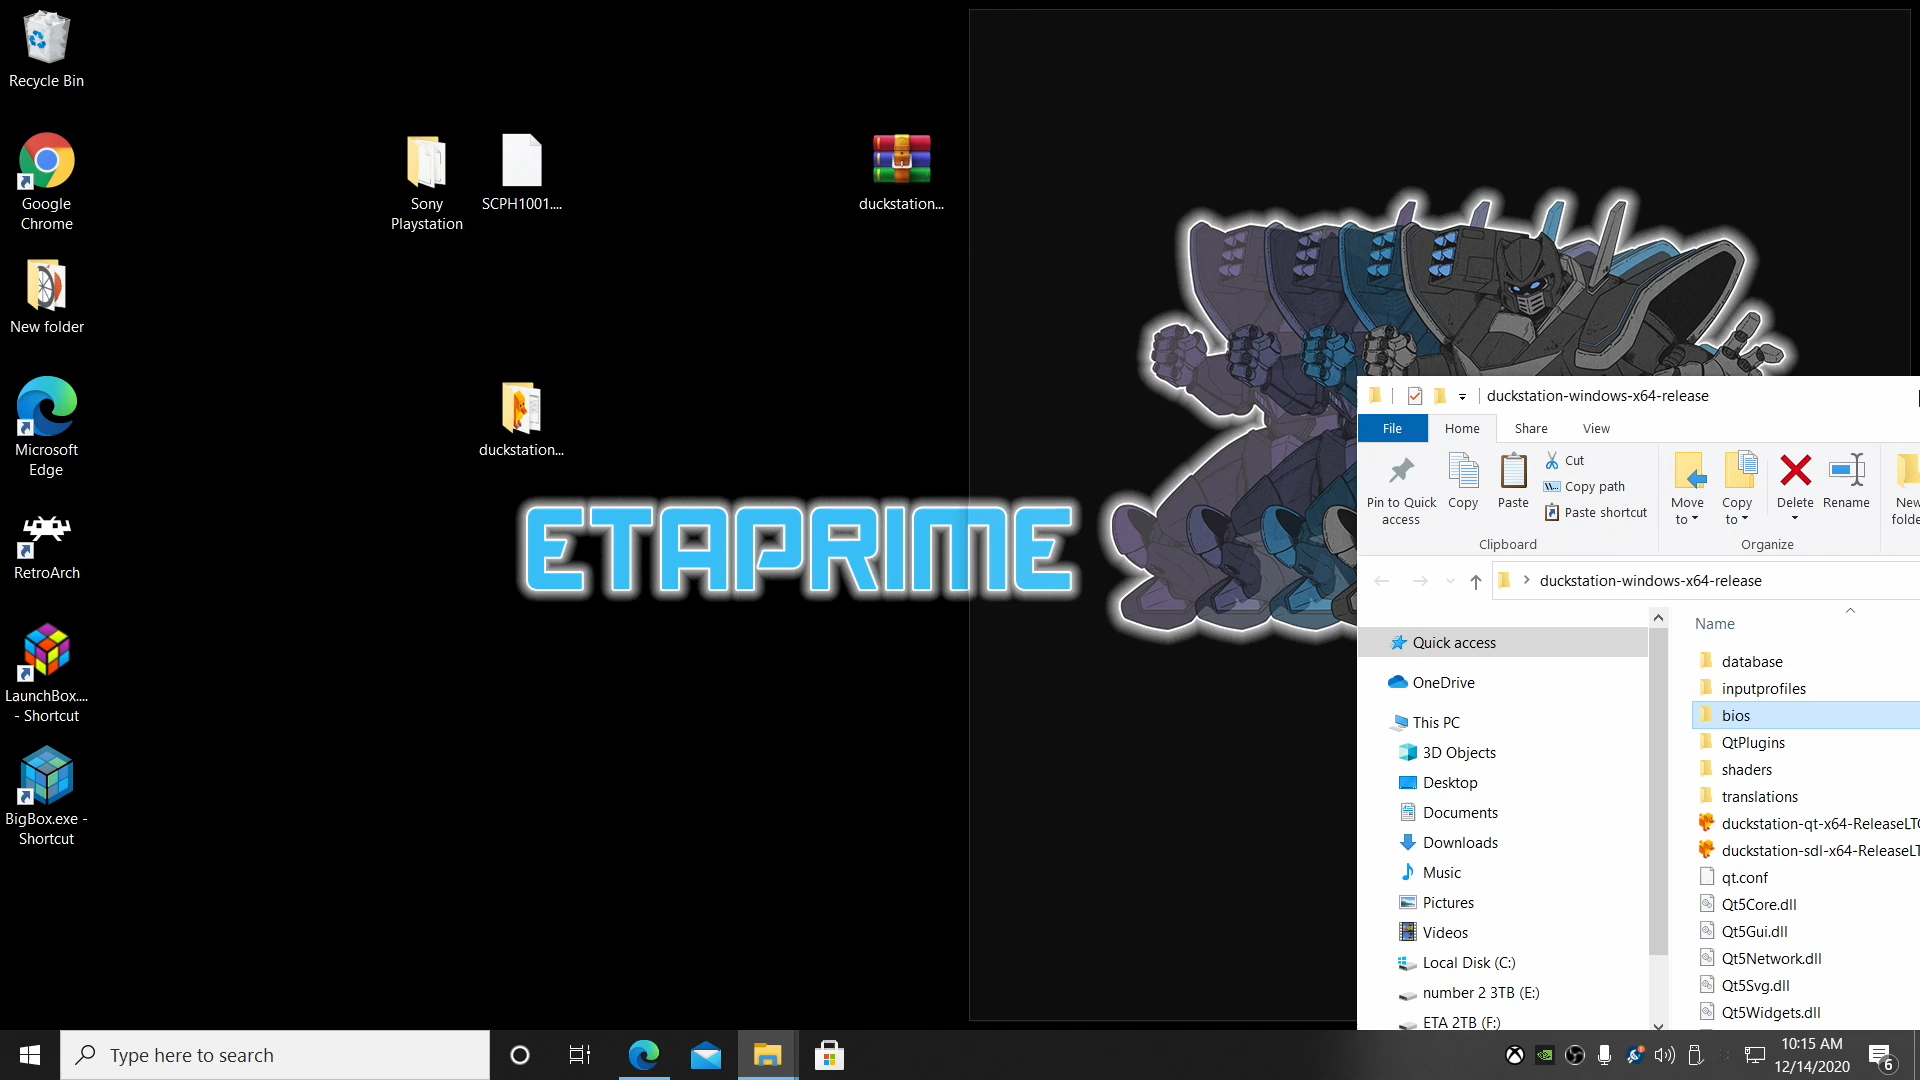 Recycle Bin
Google
Chrome
New folder
Microsoft
Edge
RetroArch
LaunchBox....
- Shortcut
BigBox.exe -
Shortcut
Sony
Playstation
SCPH1001....
duckstation...
duckstation...
ETAPRIME
duckstation-windows-x64-release
File
Home
Share
View
Pin to Quick
access
Copy
Paste
Cut
Copy path
Paste shortcut
Clipboard
Move
to
Copy
to
Delete
Rename
Organize
New
folde
duckstation-windows-x64-release
Quick access
OneDrive
This PC
3D Objects
Desktop
Documents
Downloads
Music
Pictures
Videos
Local Disk (C:)
number 2 3TB (E:)
ETA 2TB (F:)
Name
database
inputprofiles
bios
QtPlugins
shaders
translations
duckstation-qt-x64-ReleaseLT
duckstation-sdl-x64-ReleaseLT
qt.conf
Qt5Core.dll
Qt5Gui.dll
Qt5Network.dll
Qt5Svg.dll
Qt5Widgets.dll
Type here to search
10:15 AM
12/14/2020
6